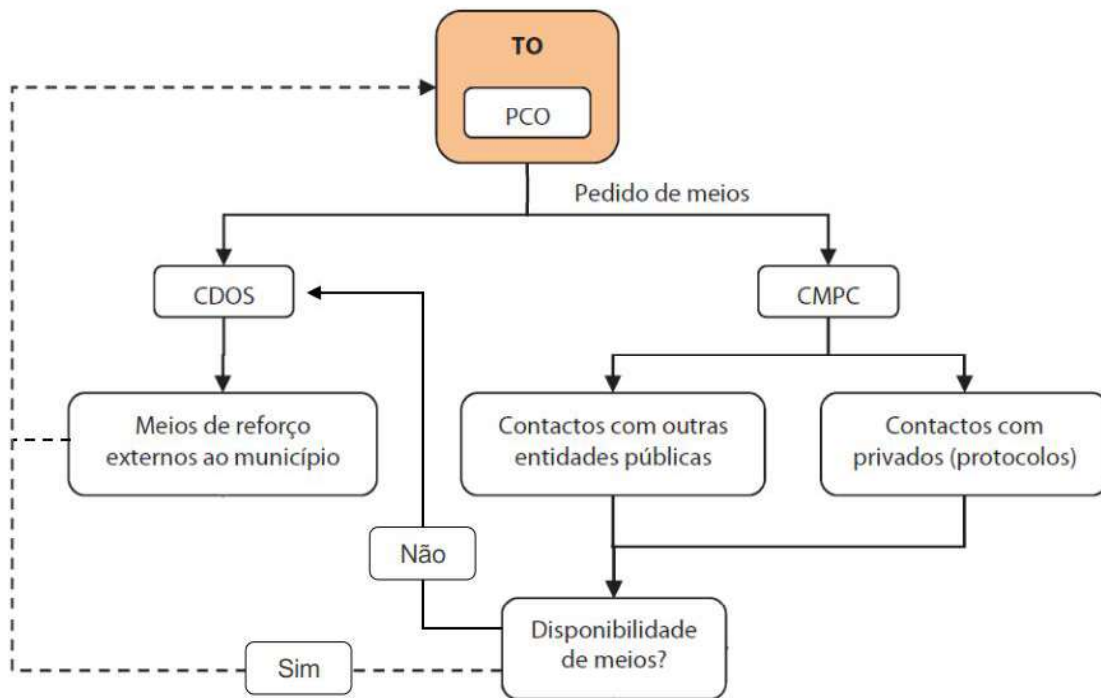 TO
PCO
Pedido de meios
CDOS
CMPC
Meios de reforço
externos ao município
Contactos com outras
entidades públicas
Contactos com
privados (protocolos)
Não
Disponibilidade
de meios?
Sim